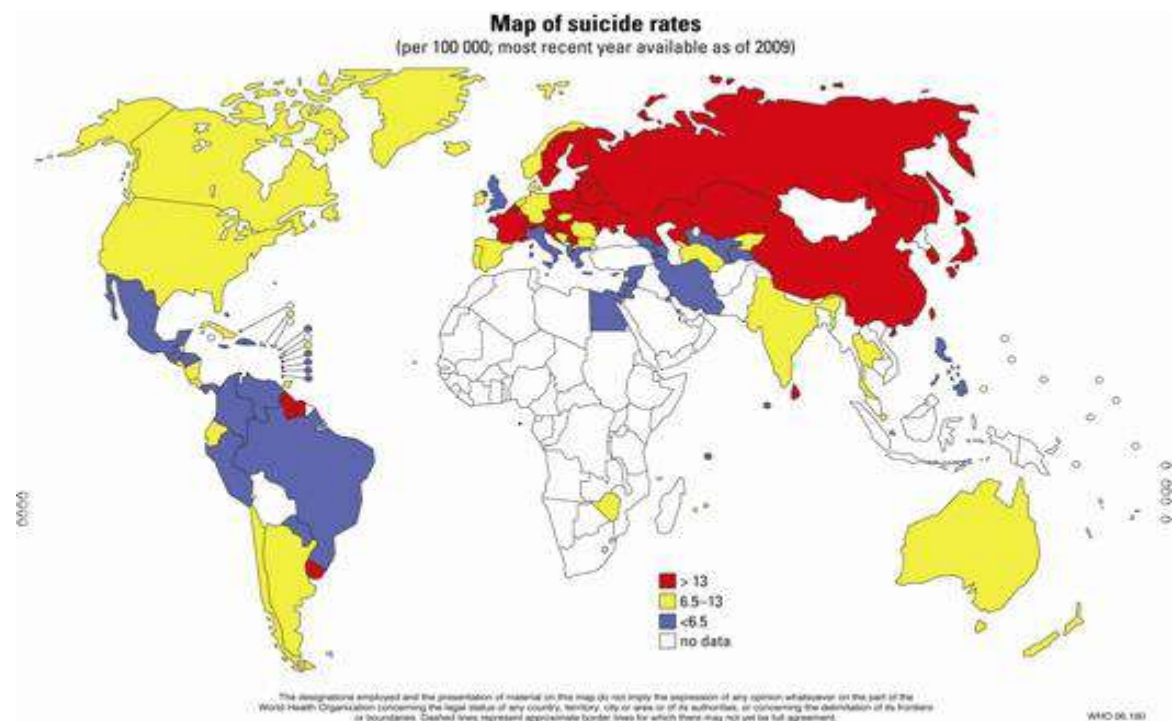 Map of suicide rates
(per 100 000; most recent year available as of 2009)
> 13
6.5–13
<6.5
no data
The designations employed and the presentation of material on this map do not imply the expression of any opinion whatsoever on the part of the
World Health Organization concerning the legal status of any country, territory, city or area or of its authorities, or concerning the delimitation of its frontiers
or boundaries. Dashed lines represent approximate border lines for which there may not yet be full agreement.